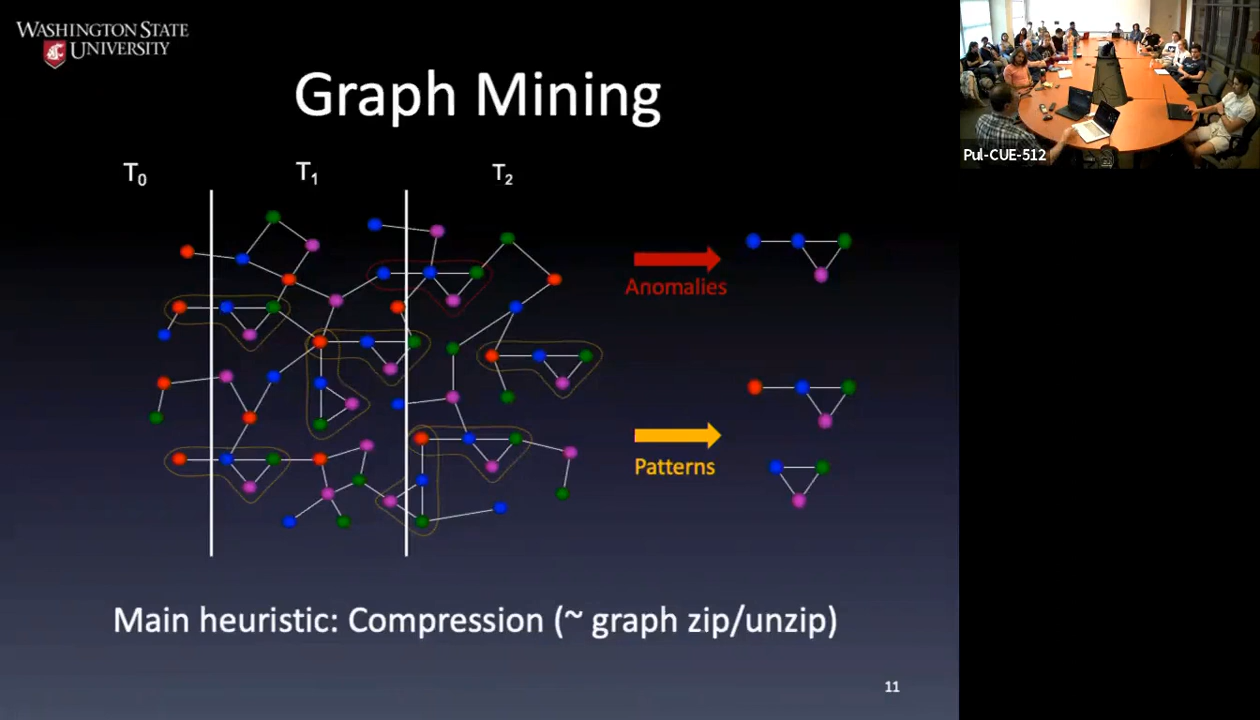 WASHINGTON STATE
UNIVERSITY
Graph Mining
T₀ T₁ T₂
Anomalies
Patterns
Main heuristic: Compression (~ graph zip/unzip)
11
Pul-CUE-512